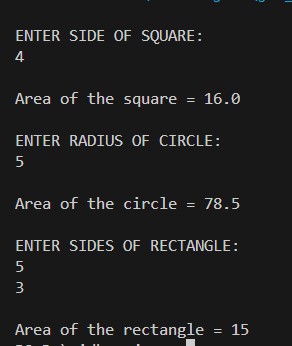 ENTER SIDE OF SQUARE:
4
Area of the square = 16.0
ENTER RADIUS OF CIRCLE:
5
Area of the circle = 78.5
ENTER SIDES OF RECTANGLE:
5
3
Area of the rectangle = 15